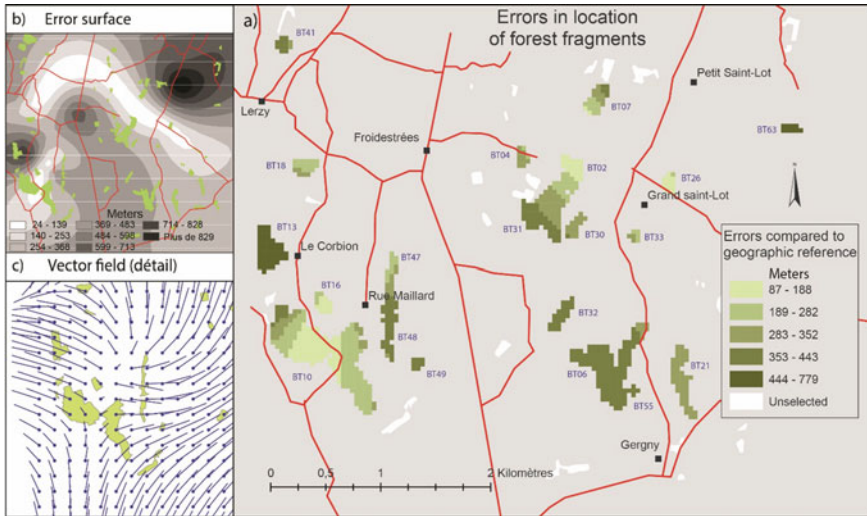 b)
Error surface
Meters
24 - 139
369 - 483
714 - 828
140 - 253
484 - 598
Plus de 829
254 - 368
599 - 713
c)
Vector field (détail)
a)
Errors in location
of forest fragments
BT41
Petit Saint-Lot
Lerzy
BT07
BT63
Froidestrées
BT04
BT18
BT02
BT26
Grand saint-Lot
BT13
BT31
BT30
BT33
Le Corbion
BT47
BT16
Rue Maillard
BT32
BT48
BT10
BT49
BT06
BT21
BT55
Gergny
Errors compared to
geographic reference
Meters
87 - 188
189 - 282
283 - 352
353 - 443
444 - 779
Unselected
N
0
0,5
1
2 Kilomètres